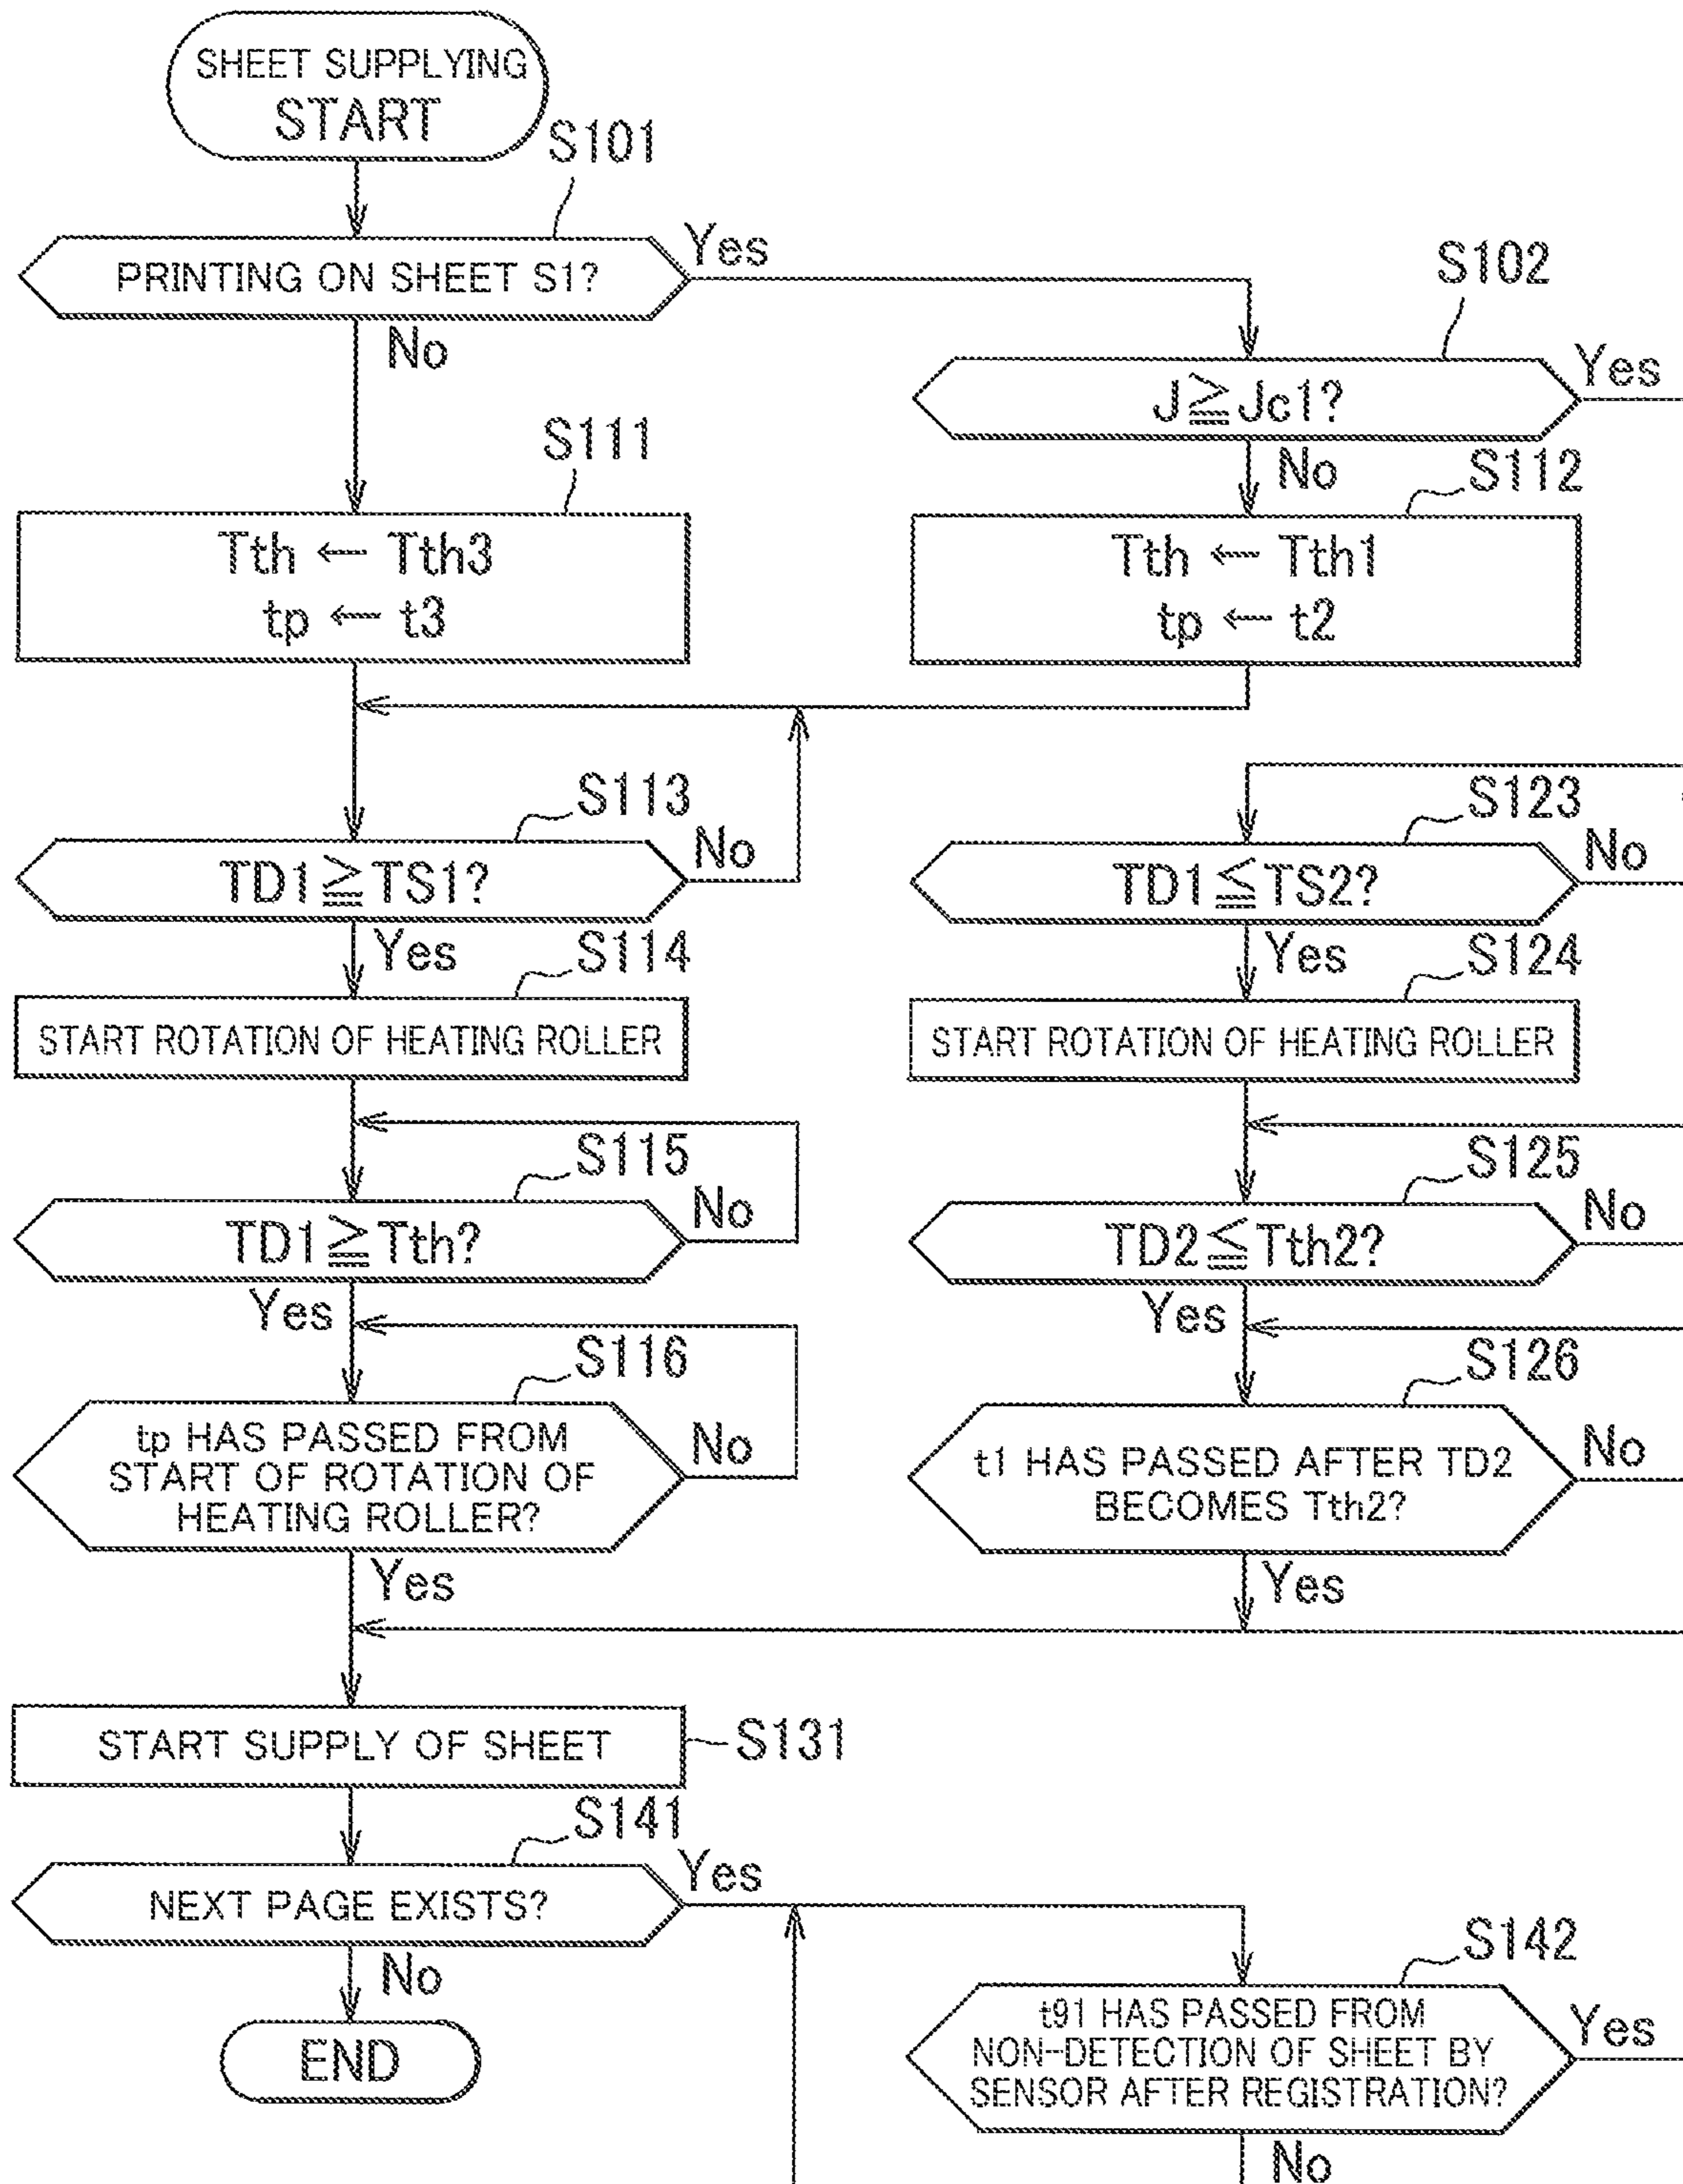 SHEET SUPPLYING
START
S101
PRINTING ON SHEET S1?
Yes
No
S102
J≧Jc1?
Yes
No
S111
Tth ← Tth3
tp ← t3
S112
Tth ← Tth1
tp ← t2
S113
TD1≧TS1?
No
Yes
S123
TD1≦TS2?
No
Yes
S114
START ROTATION OF HEATING ROLLER
S124
START ROTATION OF HEATING ROLLER
S115
TD1≧Tth?
No
Yes
S125
TD2≦Tth2?
No
Yes
S116
tp HAS PASSED FROM
START OF ROTATION OF
HEATING ROLLER?
No
Yes
S126
t1 HAS PASSED AFTER TD2
BECOMES Tth2?
No
Yes
START SUPPLY OF SHEET
S131
S141
NEXT PAGE EXISTS?
Yes
No
END
S142
t91 HAS PASSED FROM
NON-DETECTION OF SHEET BY
SENSOR AFTER REGISTRATION?
Yes
No